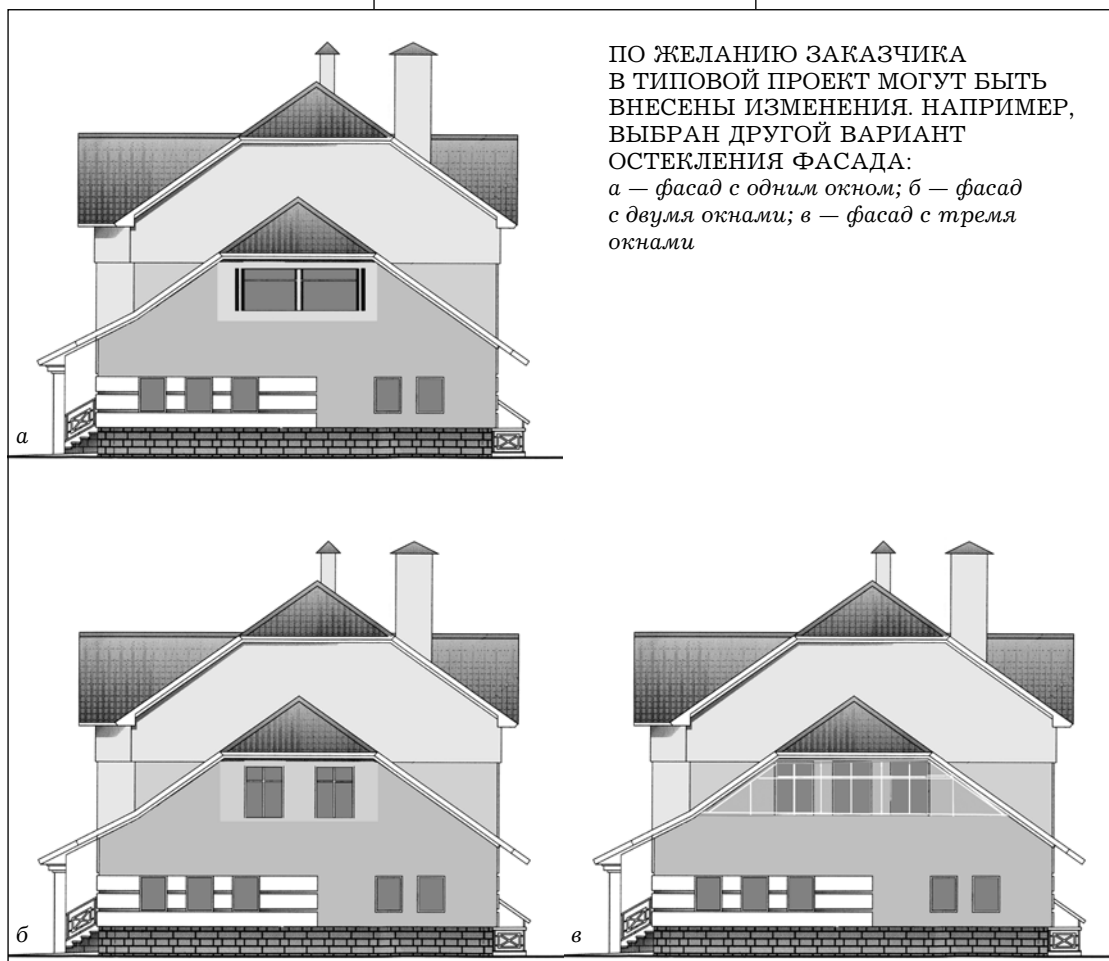 ПО ЖЕЛАНИЮ ЗАКАЗЧИКА
В ТИПОВОЙ ПРОЕКТ МОГУТ БЫТЬ
ВНЕСЕНЫ ИЗМЕНЕНИЯ. НАПРИМЕР,
ВЫБРАН ДРУГОЙ ВАРИАНТ
ОСТЕКЛЕНИЯ ФАСАДА:
а — фасад с одним окном; б — фасад
с двумя окнами; в — фасад с тремя
окнами
а
б
в